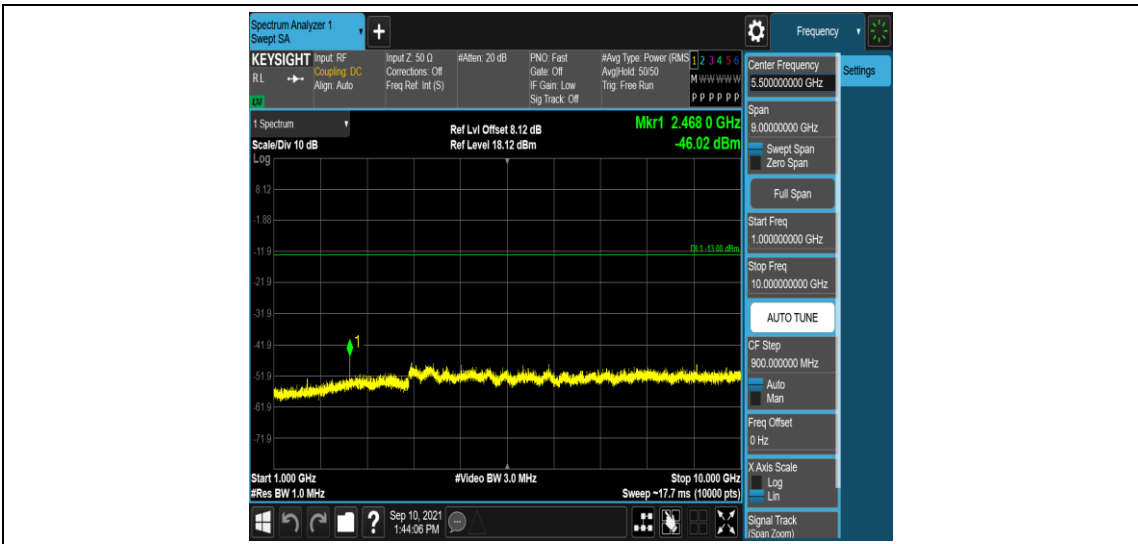 Spectrum Analyzer 1
Swept SA
+
Frequency
KEYSIGHT
RL
LXI
Input: RF
Coupling: DC
Align: Auto
Input Z: 50 Ω
Corrections: Off
Freq Ref: Int (S)
#Atten: 20 dB
PNO: Fast
Gate: Off
IF Gain: Low
Sig Track: Off
#Avg Type: Power (RMS
Avg|Hold: 50/50
Trig: Free Run
1 2 3 4 5 6
M W W W W W
P P P P P P
1 Spectrum
Scale/Div 10 dB
Log
Ref Lvl Offset 8.12 dB
Ref Level 18.12 dBm
Mkr1 2.468 0 GHz
-46.02 dBm
8.12
-1.88
-11.9
DL1 -13.00 dBm
-21.9
-31.9
-41.9
1
-51.9
-61.9
-71.9
Start 1.000 GHz
#Res BW 1.0 MHz
#Video BW 3.0 MHz
Stop 10.000 GHz
Sweep ~17.7 ms (10000 pts)
?
Sep 10, 2021
1:44:06 PM
Center Frequency
5.500000000 GHz
Settings
Span
9.00000000 GHz
Swept Span
Zero Span
Full Span
Start Freq
1.000000000 GHz
Stop Freq
10.000000000 GHz
AUTO TUNE
CF Step
900.000000 MHz
Auto
Man
Freq Offset
0 Hz
X Axis Scale
Log
Lin
Signal Track
(Span Zoom)